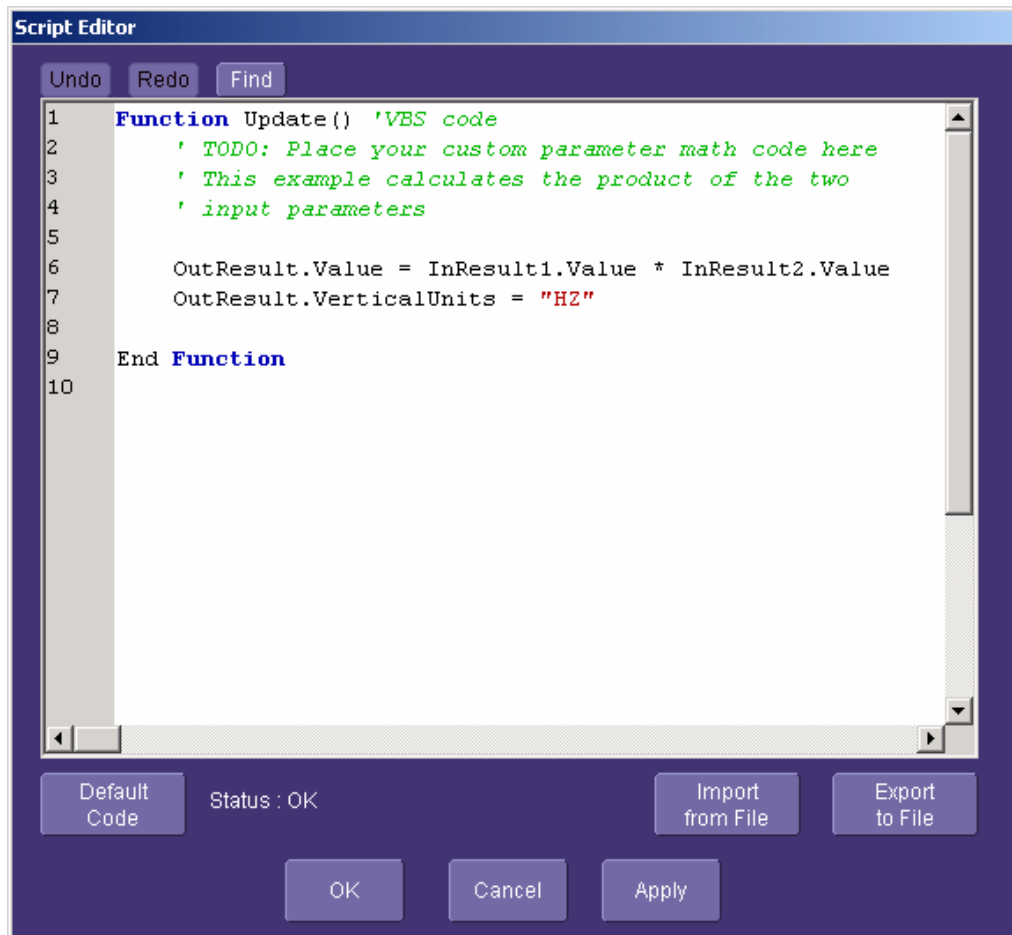 Script Editor
Undo Redo Find
1 Function Update() 'VBS code
2 ' TODO: Place your custom parameter math code here
3 ' This example calculates the product of the two
4 ' input parameters
5
6 OutResult.Value = InResult1.Value * InResult2.Value
7 OutResult.VerticalUnits = "HZ"
8
9 End Function
10
Default
Code
Status : OK
Import
from File
Export
to File
OK Cancel Apply